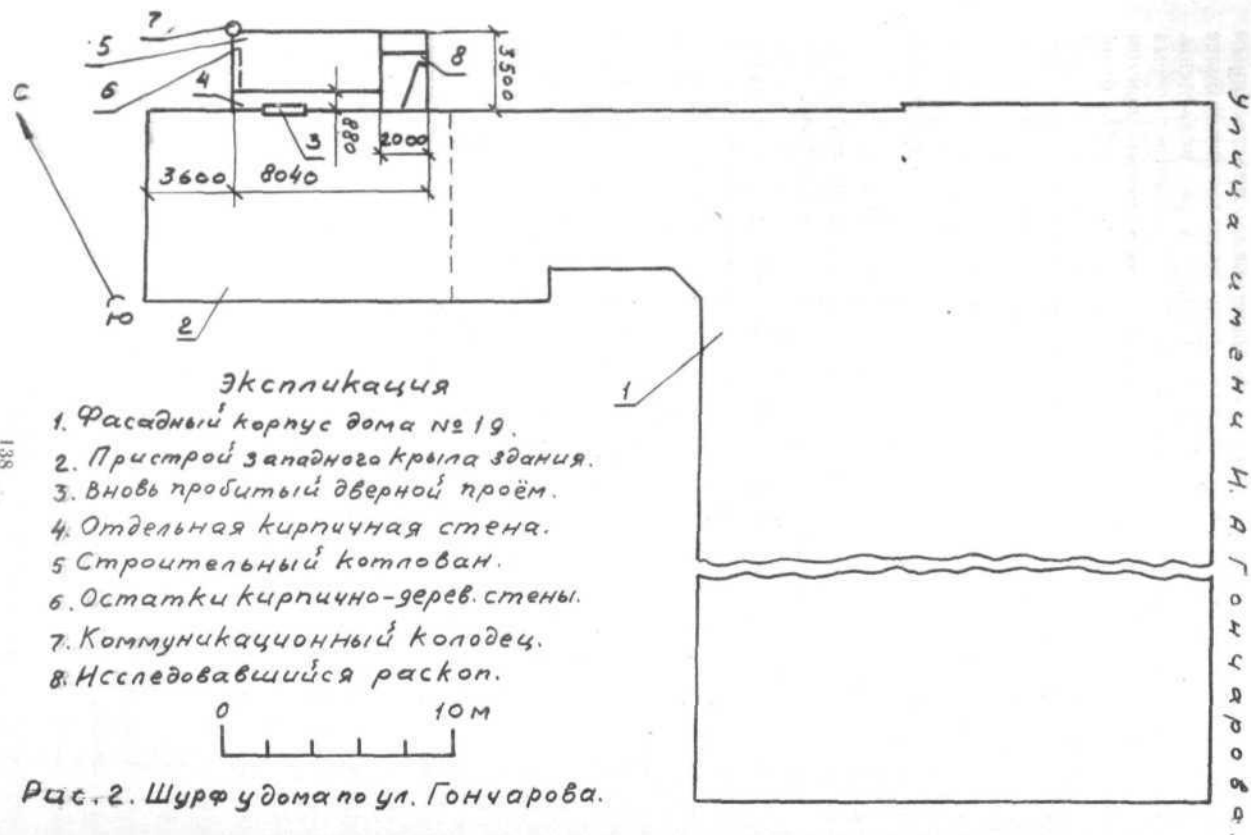 7
5
6
4
8
3500
С
3
880
2000
3600
8040
Ю
2
1
Улица имени И. А. Гончарова.
Экспликация
1. Фасадный корпус дома № 19.
2. Пристрой западного крыла здания.
3. Вновь пробитый дверной проём.
4. Отдельная кирпичная стена.
5 Строительный котлован.
6. Остатки кирпично-дерев. стены.
7. Коммуникационный колодец.
8. Исследовавшийся раскоп.
138
0 10 м
Рис. 2. Шурф у дома по ул. Гончарова.